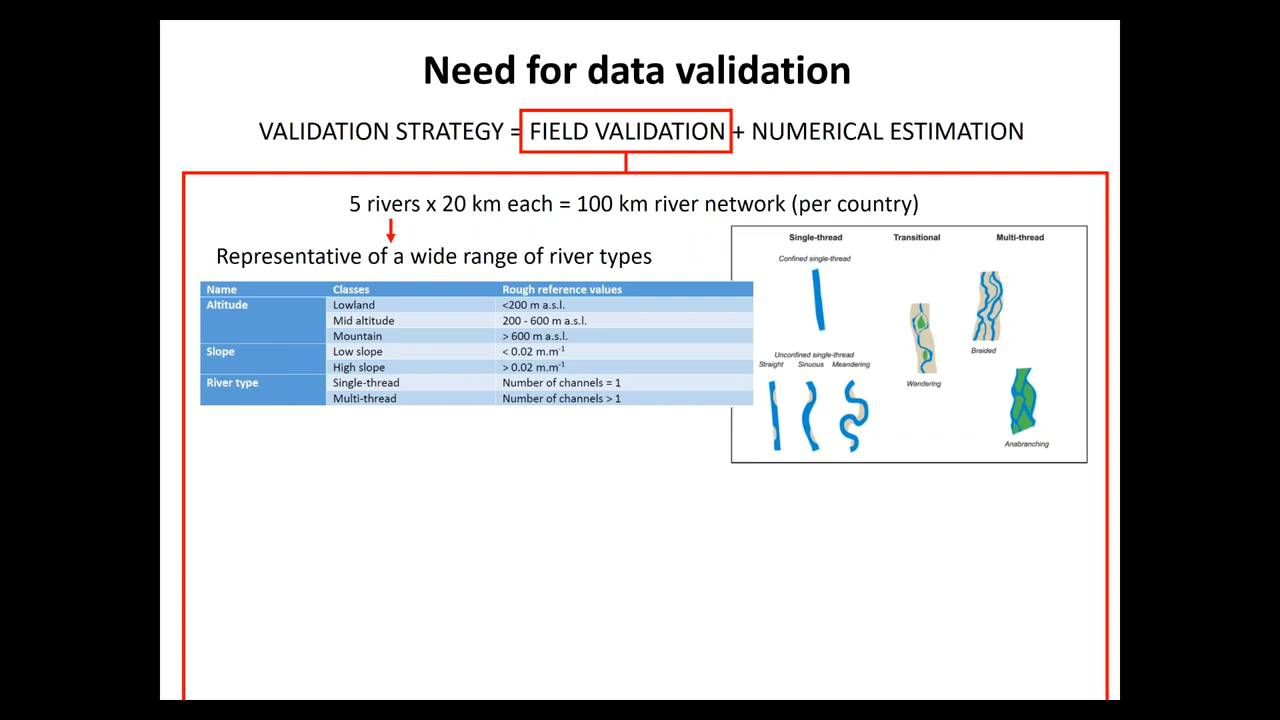 Need for data validation
VALIDATION STRATEGY = FIELD VALIDATION + NUMERICAL ESTIMATION
5 rivers x 20 km each = 100 km river network (per country)
Representative of a wide range of river types
Name Classes Rough reference values
Altitude Lowland <200 m a.s.l.
Mid altitude 200 - 600 m a.s.l.
Mountain > 600 m a.s.l.
Slope Low slope < 0.02 m.m⁻¹
High slope > 0.02 m.m⁻¹
River type Single-thread Number of channels = 1
Multi-thread Number of channels > 1
Single-thread Transitional Multi-thread
Confined single-thread
Braided
Unconfined single-thread
Straight Sinuous Meandering
Wandering
Anabranching